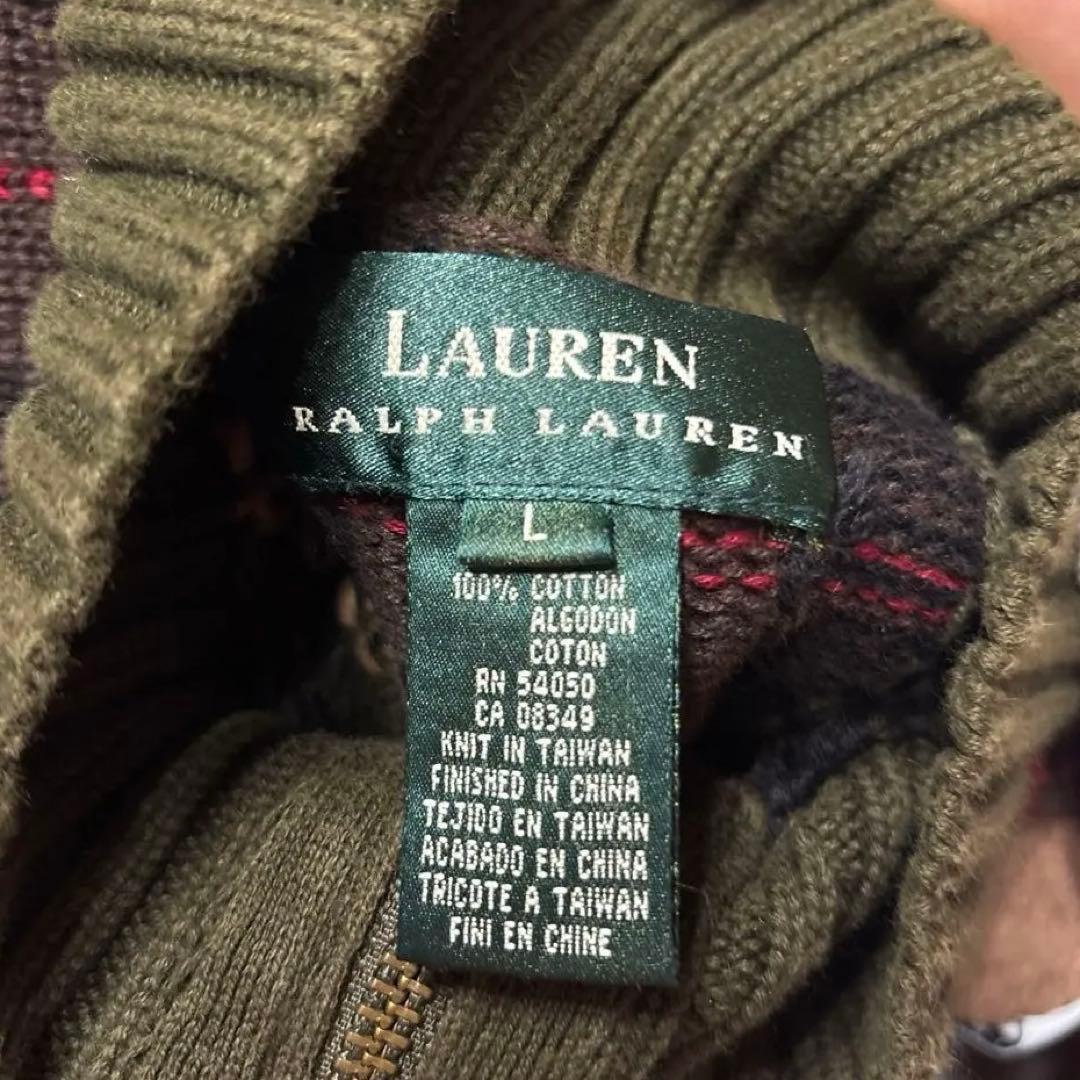 LAUREN
RALPH LAUREN
L
100% COTTON
ALGODON
COTON
RN 54050
CA 08349
KNIT IN TAIWAN
FINISHED IN CHINA
TEJIDO EN TAIWAN
ACABADO EN CHINA
TRICOTE A TAIWAN
FINI EN CHINE